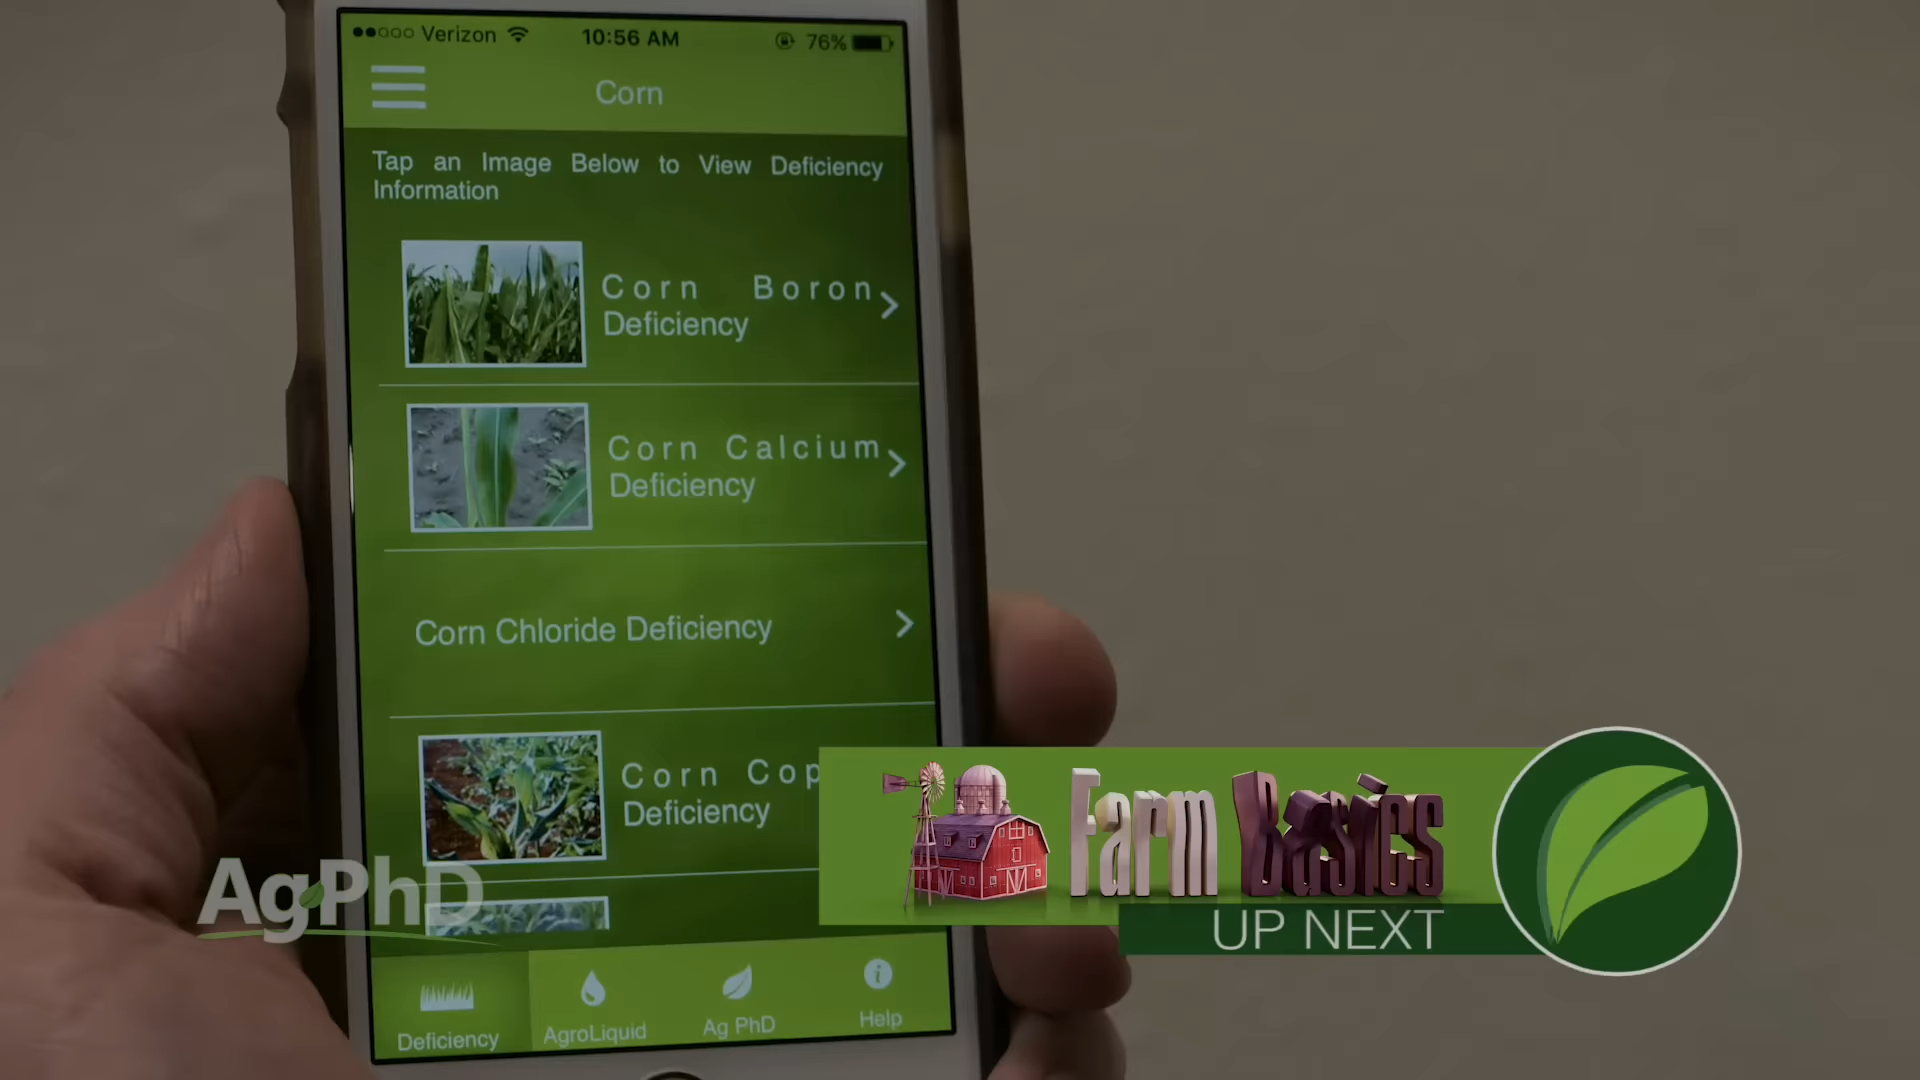 Verizon 10:56 AM 76%
Corn
Tap an Image Below to View Deficiency
Information
Corn Boron
Deficiency
Corn Calcium
Deficiency
Corn Chloride Deficiency
Corn Cop
Deficiency
Farm Basics
UP NEXT
AgPhD
Deficiency
AgroLiquid
Ag PhD
Help